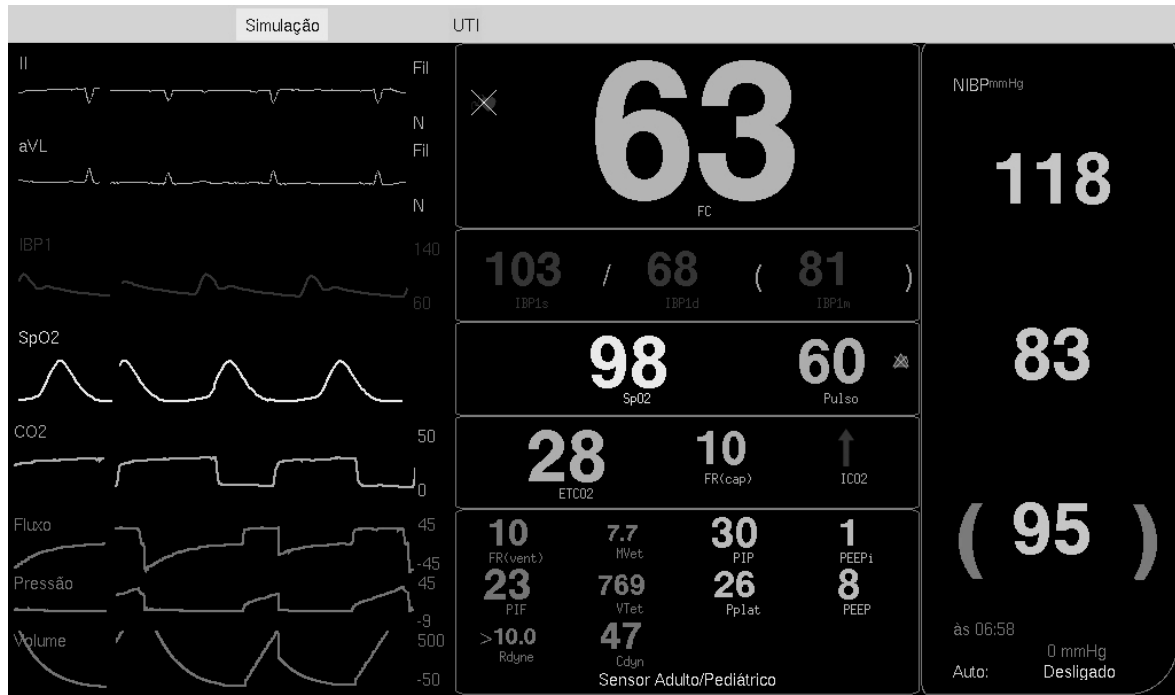 Simulação UTI
II Fil
N
aVL Fil
N
IBP1 140
60
SpO2
CO2 50
0
Fluxo 45
-45
Pressão 45
-9
Volume 500
-50
63
FC
103 / 68 ( 81 )
IBP1s IBP1d IBP1m
98 60
SpO2 Pulso
28 10
ETCO2 FR(cap) ICO2
10 7.7 30 1
FR(vent) MVet PIP PEEPi
23 769 26 8
PIF VTet Pplat PEEP
>10.0 47
Rdyne Cdyn
Sensor Adulto/Pediátrico
NIBP mmHg
118
83
( 95 )
às 06:58
0 mmHg
Auto: Desligado